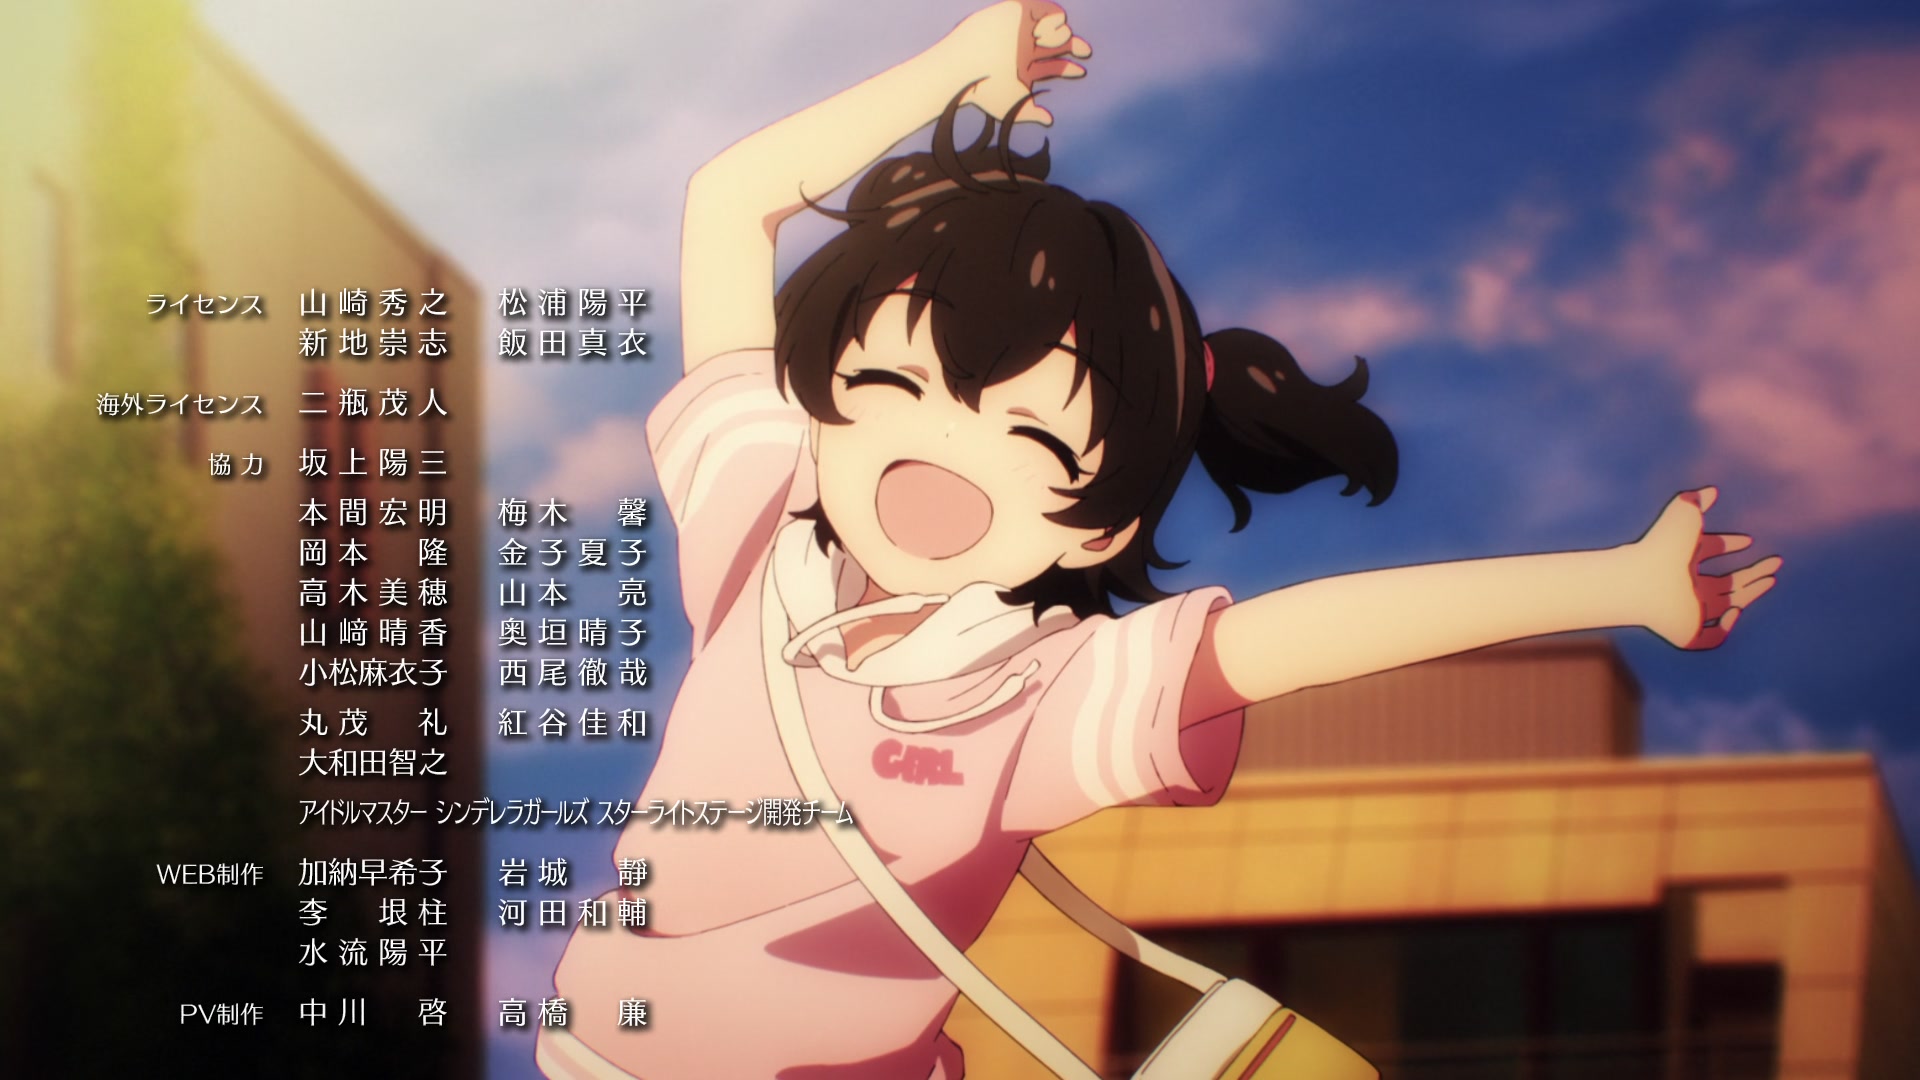 ライセンス 山崎秀之 松浦陽平
新地崇志 飯田真衣
海外ライセンス 二瓶茂人
協力 坂上陽三
本間宏明 梅木 馨
岡本 隆 金子夏子
高木美穂 山本 亮
山﨑晴香 奥垣晴子
小松麻衣子 西尾徹哉
丸茂 礼 紅谷佳和
大和田智之
アイドルマスター シンデレラガールズ スターライトステージ開発チーム
WEB制作 加納早希子 岩城 靜
李 垠柱 河田和輔
水流陽平
PV制作 中川 啓 高橋 廉
GIRL